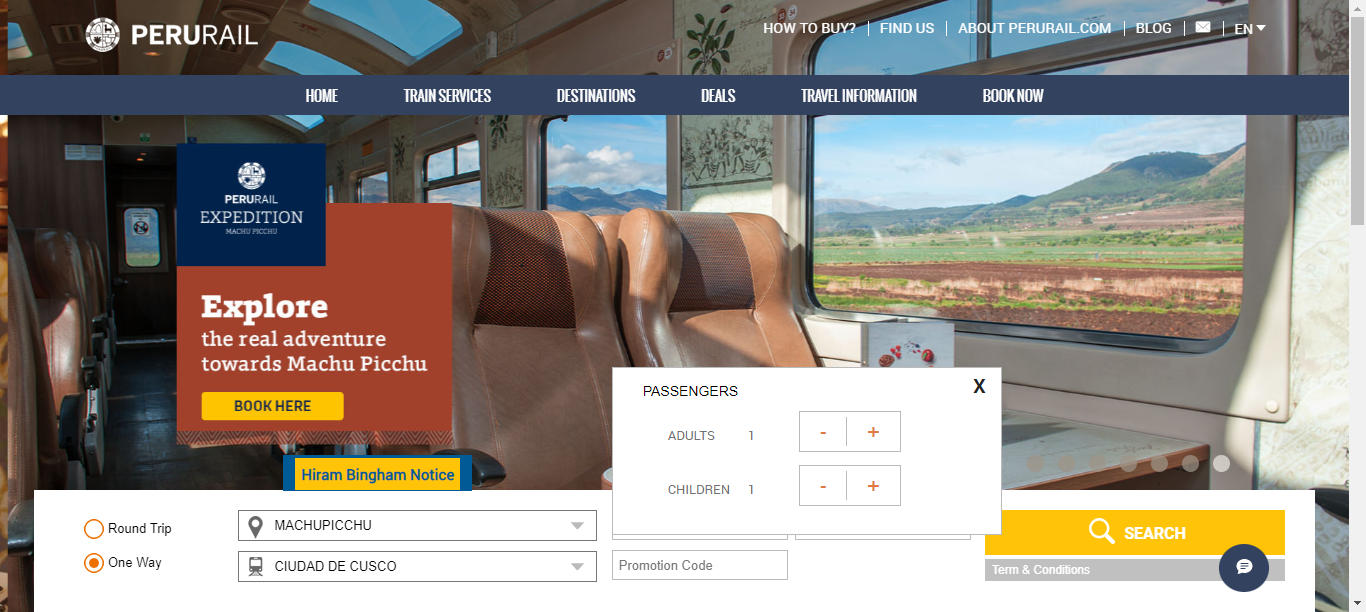 PERURAIL
HOW TO BUY?
FIND US
ABOUT PERURAIL.COM
BLOG
EN
HOME
TRAIN SERVICES
DESTINATIONS
DEALS
TRAVEL INFORMATION
BOOK NOW
PERURAIL
EXPEDITION
MACHU PICCHU
Explore
the real adventure
towards Machu Picchu
BOOK HERE
Hiram Bingham Notice
PASSENGERS
X
ADULTS 1 - +
CHILDREN 1 - +
Round Trip
One Way
MACHUPICCHU
CIUDAD DE CUSCO
Promotion Code
SEARCH
Term & Conditions